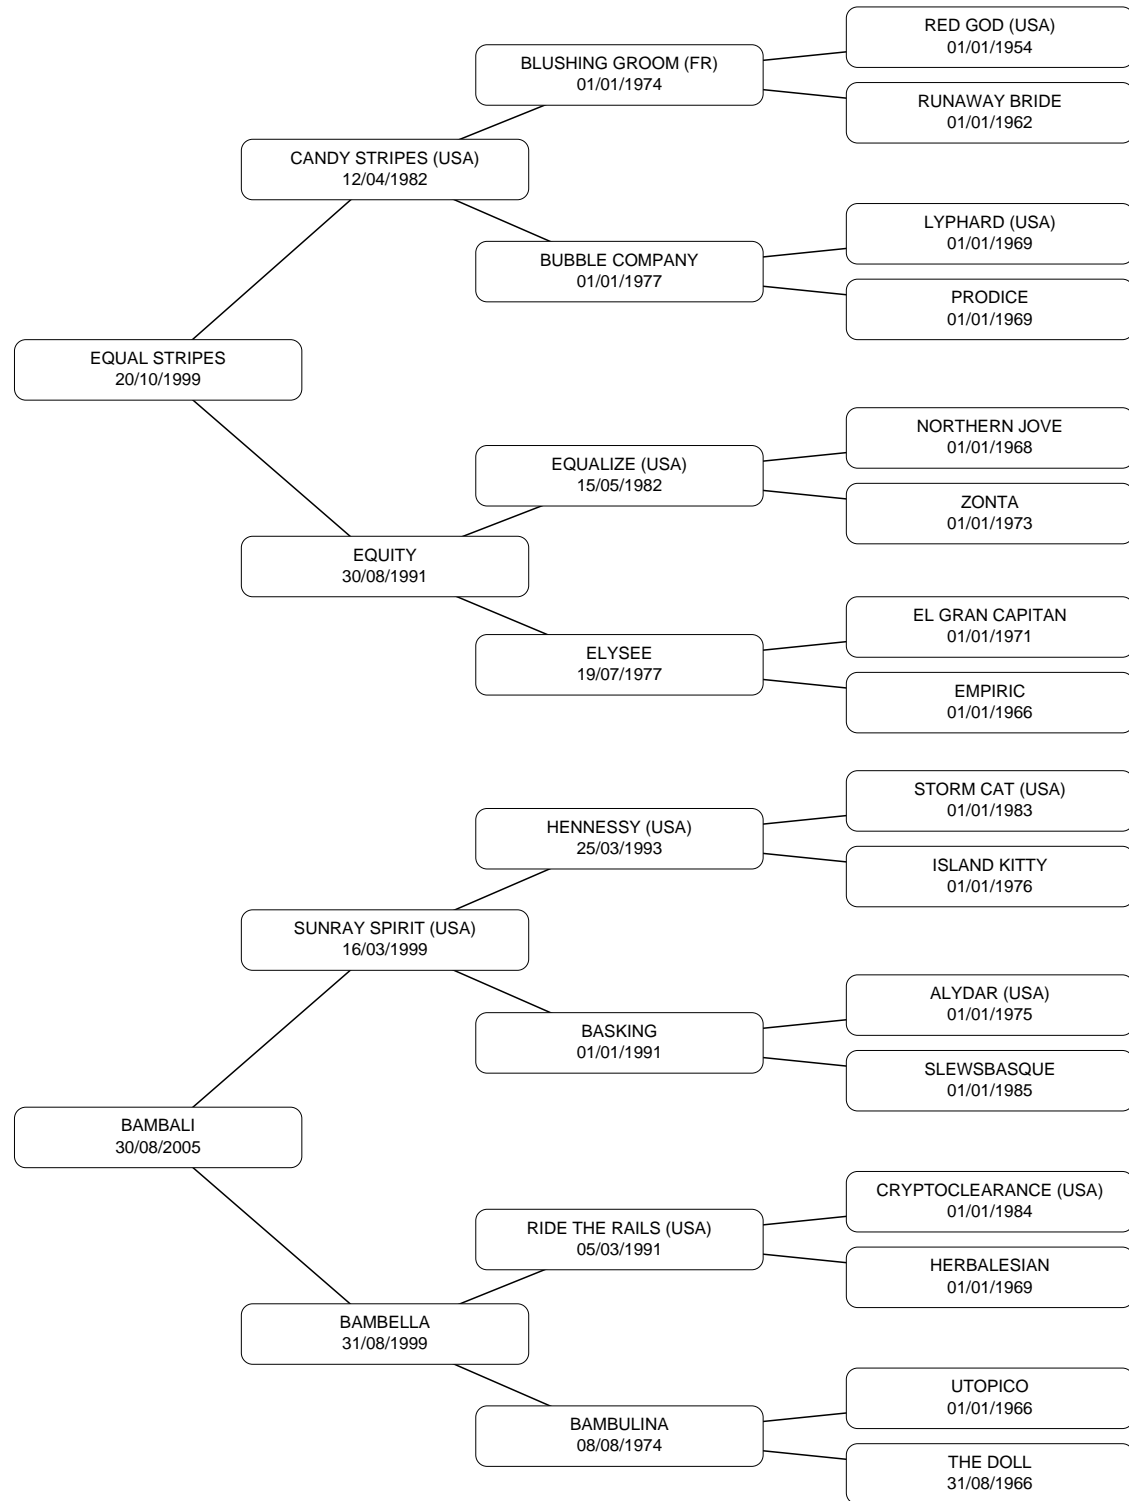 RED GOD (USA)
01/01/1954
BLUSHING GROOM (FR)
01/01/1974
RUNAWAY BRIDE
01/01/1962
CANDY STRIPES (USA)
12/04/1982
LYPHARD (USA)
01/01/1969
BUBBLE COMPANY
01/01/1977
PRODICE
01/01/1969
EQUAL STRIPES
20/10/1999
NORTHERN JOVE
01/01/1968
EQUALIZE (USA)
15/05/1982
ZONTA
01/01/1973
EQUITY
30/08/1991
EL GRAN CAPITAN
01/01/1971
ELYSEE
19/07/1977
EMPIRIC
01/01/1966
STORM CAT (USA)
01/01/1983
HENNESSY (USA)
25/03/1993
ISLAND KITTY
01/01/1976
SUNRAY SPIRIT (USA)
16/03/1999
ALYDAR (USA)
01/01/1975
BASKING
01/01/1991
SLEWSBASQUE
01/01/1985
BAMBALI
30/08/2005
CRYPTOCLEARANCE (USA)
01/01/1984
RIDE THE RAILS (USA)
05/03/1991
HERBALESIAN
01/01/1969
BAMBELLA
31/08/1999
UTOPICO
01/01/1966
BAMBULINA
08/08/1974
THE DOLL
31/08/1966